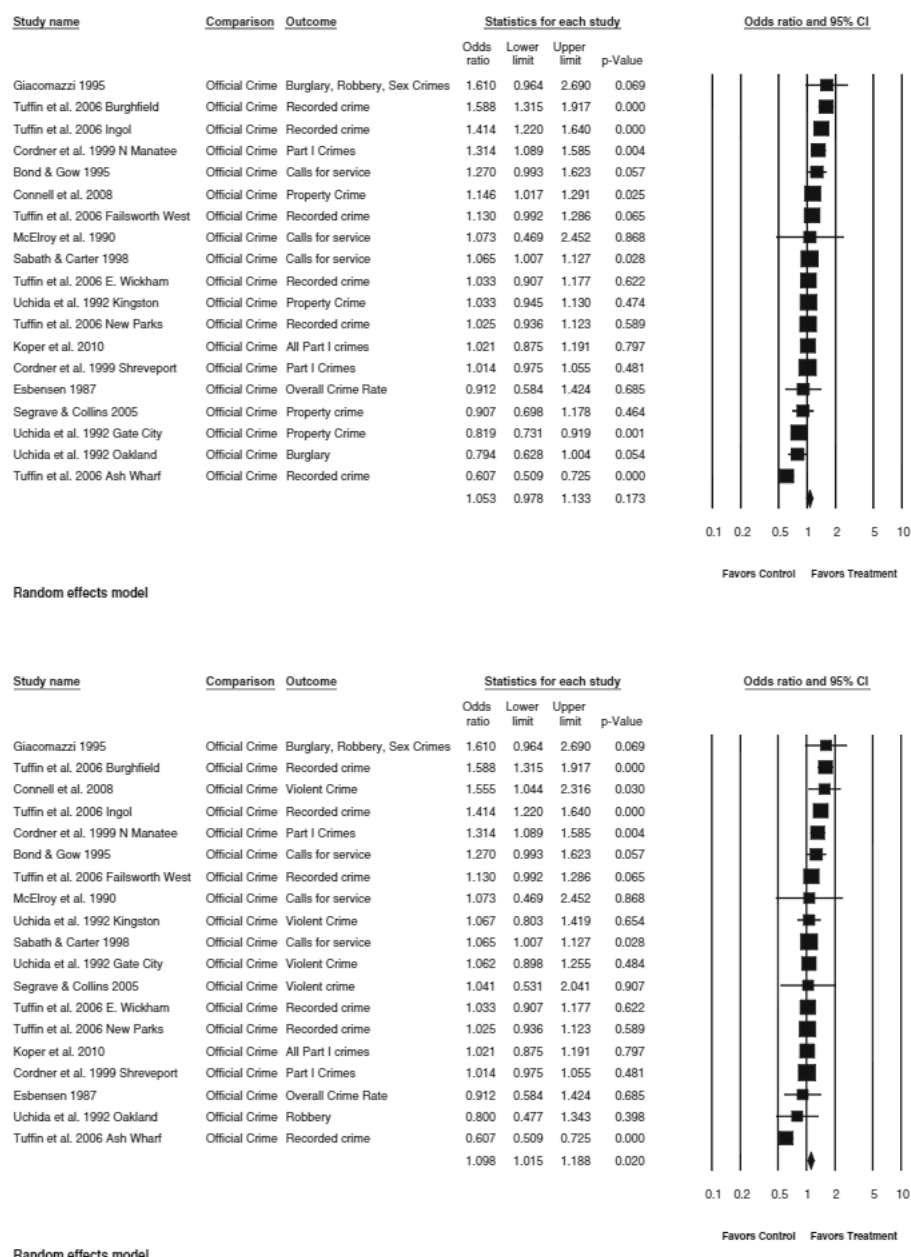 Study name Comparison Outcome Statistics for each study Odds ratio and 95% CI
Odds ratio Lower limit Upper limit p-Value
Giacomazzi 1995 Official Crime Burglary, Robbery, Sex Crimes 1.610 0.964 2.690 0.069
Tuffin et al. 2006 Burghfield Official Crime Recorded crime 1.588 1.315 1.917 0.000
Tuffin et al. 2006 Ingol Official Crime Recorded crime 1.414 1.220 1.640 0.000
Cordner et al. 1999 N Manatee Official Crime Part I Crimes 1.314 1.089 1.585 0.004
Bond & Gow 1995 Official Crime Calls for service 1.270 0.993 1.623 0.057
Connell et al. 2008 Official Crime Property Crime 1.146 1.017 1.291 0.025
Tuffin et al. 2006 Failsworth West Official Crime Recorded crime 1.130 0.992 1.286 0.065
McElroy et al. 1990 Official Crime Calls for service 1.073 0.469 2.452 0.868
Sabath & Carter 1998 Official Crime Calls for service 1.065 1.007 1.127 0.028
Tuffin et al. 2006 E. Wickham Official Crime Recorded crime 1.033 0.907 1.177 0.622
Uchida et al. 1992 Kingston Official Crime Property Crime 1.033 0.945 1.130 0.474
Tuffin et al. 2006 New Parks Official Crime Recorded crime 1.025 0.936 1.123 0.589
Koper et al. 2010 Official Crime All Part I crimes 1.021 0.875 1.191 0.797
Cordner et al. 1999 Shreveport Official Crime Part I Crimes 1.014 0.975 1.055 0.481
Esbensen 1987 Official Crime Overall Crime Rate 0.912 0.584 1.424 0.685
Segrave & Collins 2005 Official Crime Property crime 0.907 0.698 1.178 0.464
Uchida et al. 1992 Gate City Official Crime Property Crime 0.819 0.731 0.919 0.001
Uchida et al. 1992 Oakland Official Crime Burglary 0.794 0.628 1.004 0.054
Tuffin et al. 2006 Ash Wharf Official Crime Recorded crime 0.607 0.509 0.725 0.000
1.053 0.978 1.133 0.173
0.1 0.2 0.5 1 2 5 10
Favors Control Favors Treatment
Random effects model
Study name Comparison Outcome Statistics for each study Odds ratio and 95% CI
Odds ratio Lower limit Upper limit p-Value
Giacomazzi 1995 Official Crime Burglary, Robbery, Sex Crimes 1.610 0.964 2.690 0.069
Tuffin et al. 2006 Burghfield Official Crime Recorded crime 1.588 1.315 1.917 0.000
Connell et al. 2008 Official Crime Violent Crime 1.555 1.044 2.316 0.030
Tuffin et al. 2006 Ingol Official Crime Recorded crime 1.414 1.220 1.640 0.000
Cordner et al. 1999 N Manatee Official Crime Part I Crimes 1.314 1.089 1.585 0.004
Bond & Gow 1995 Official Crime Calls for service 1.270 0.993 1.623 0.057
Tuffin et al. 2006 Failsworth West Official Crime Recorded crime 1.130 0.992 1.286 0.065
McElroy et al. 1990 Official Crime Calls for service 1.073 0.469 2.452 0.868
Uchida et al. 1992 Kingston Official Crime Violent Crime 1.067 0.803 1.419 0.654
Sabath & Carter 1998 Official Crime Calls for service 1.065 1.007 1.127 0.028
Uchida et al. 1992 Gate City Official Crime Violent Crime 1.062 0.898 1.255 0.484
Segrave & Collins 2005 Official Crime Violent crime 1.041 0.531 2.041 0.907
Tuffin et al. 2006 E. Wickham Official Crime Recorded crime 1.033 0.907 1.177 0.622
Tuffin et al. 2006 New Parks Official Crime Recorded crime 1.025 0.936 1.123 0.589
Koper et al. 2010 Official Crime All Part I crimes 1.021 0.875 1.191 0.797
Cordner et al. 1999 Shreveport Official Crime Part I Crimes 1.014 0.975 1.055 0.481
Esbensen 1987 Official Crime Overall Crime Rate 0.912 0.584 1.424 0.685
Uchida et al. 1992 Oakland Official Crime Robbery 0.800 0.477 1.343 0.398
Tuffin et al. 2006 Ash Wharf Official Crime Recorded crime 0.607 0.509 0.725 0.000
1.098 1.015 1.188 0.020
0.1 0.2 0.5 1 2 5 10
Favors Control Favors Treatment
Random effects model